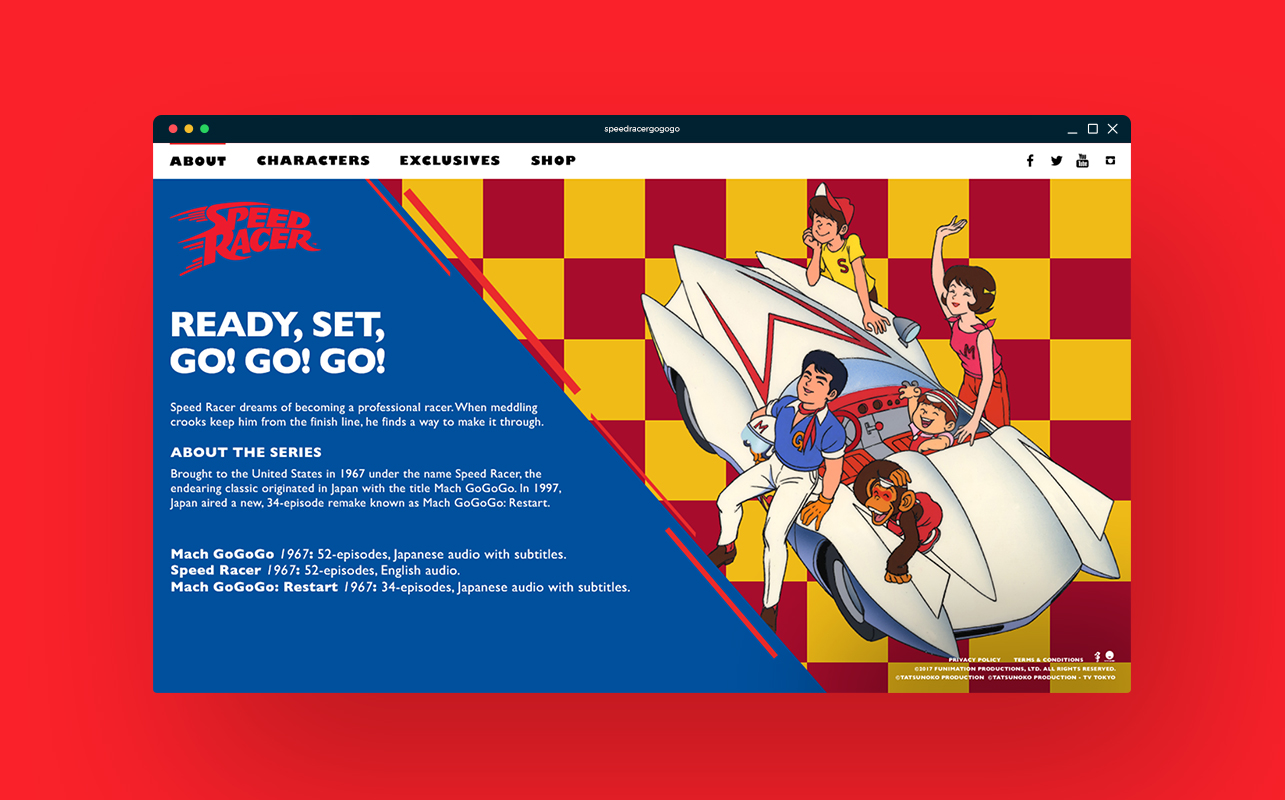 speedracergogogo
ABOUT CHARACTERS EXCLUSIVES SHOP
You
Tube
SPEED
RACER
READY, SET,
GO! GO! GO!
Speed Racer dreams of becoming a professional racer. When meddling
crooks keep him from the finish line, he finds a way to make it through.
ABOUT THE SERIES
Brought to the United States in 1967 under the name Speed Racer, the
endearing classic originated in Japan with the title Mach GoGoGo. In 1997,
Japan aired a new, 34-episode remake known as Mach GoGoGo: Restart.
Mach GoGoGo 1967: 52-episodes, Japanese audio with subtitles.
Speed Racer 1967: 52-episodes, English audio.
Mach GoGoGo: Restart 1967: 34-episodes, Japanese audio with subtitles.
S
M
M
G
PRIVACY POLICY TERMS & CONDITIONS
©2017 FUNIMATION PRODUCTIONS, LTD. ALL RIGHTS RESERVED.
©TATSUNOKO PRODUCTION ©TATSUNOKO PRODUCTION - TV TOKYO